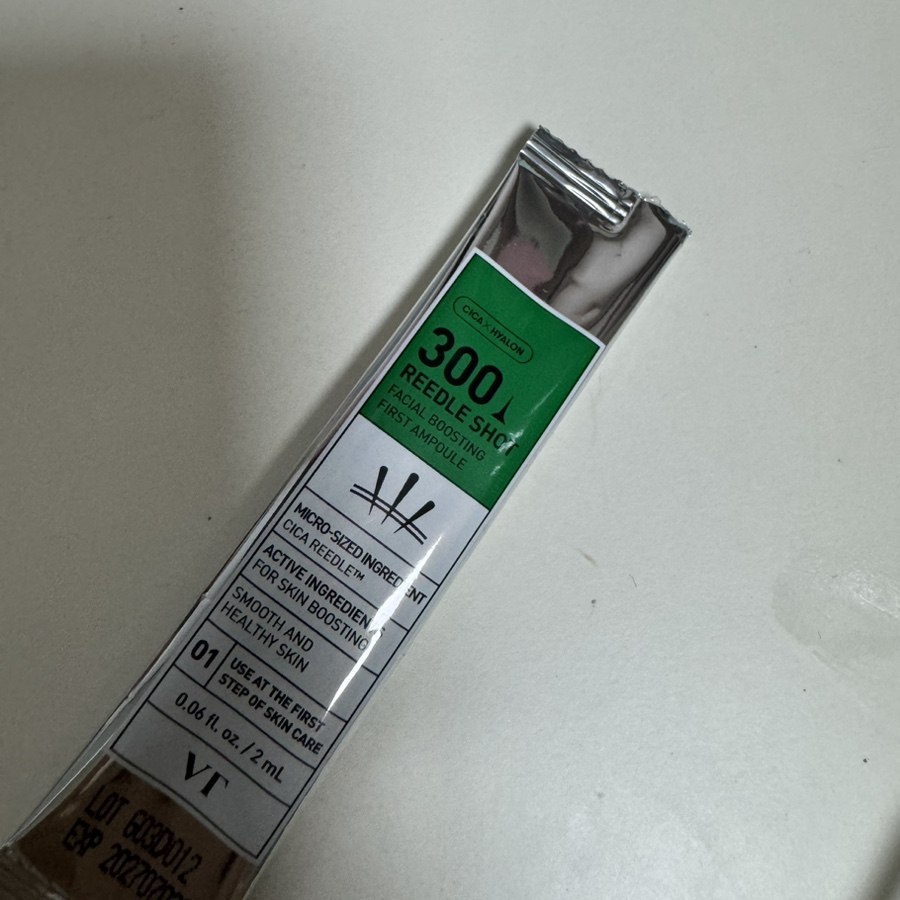 CICA × HYALON
300
REEDLE SHOT
FACIAL BOOSTING
FIRST AMPOULE
MICRO-SIZED INGREDIENT
CICA REEDLE™
ACTIVE INGREDIENTS
FOR SKIN BOOSTING
SMOOTH AND
HEALTHY SKIN
01
USE AT THE FIRST
STEP OF SKIN CARE
0.06 fl. oz. / 2 mL
VT
LOT
EXP